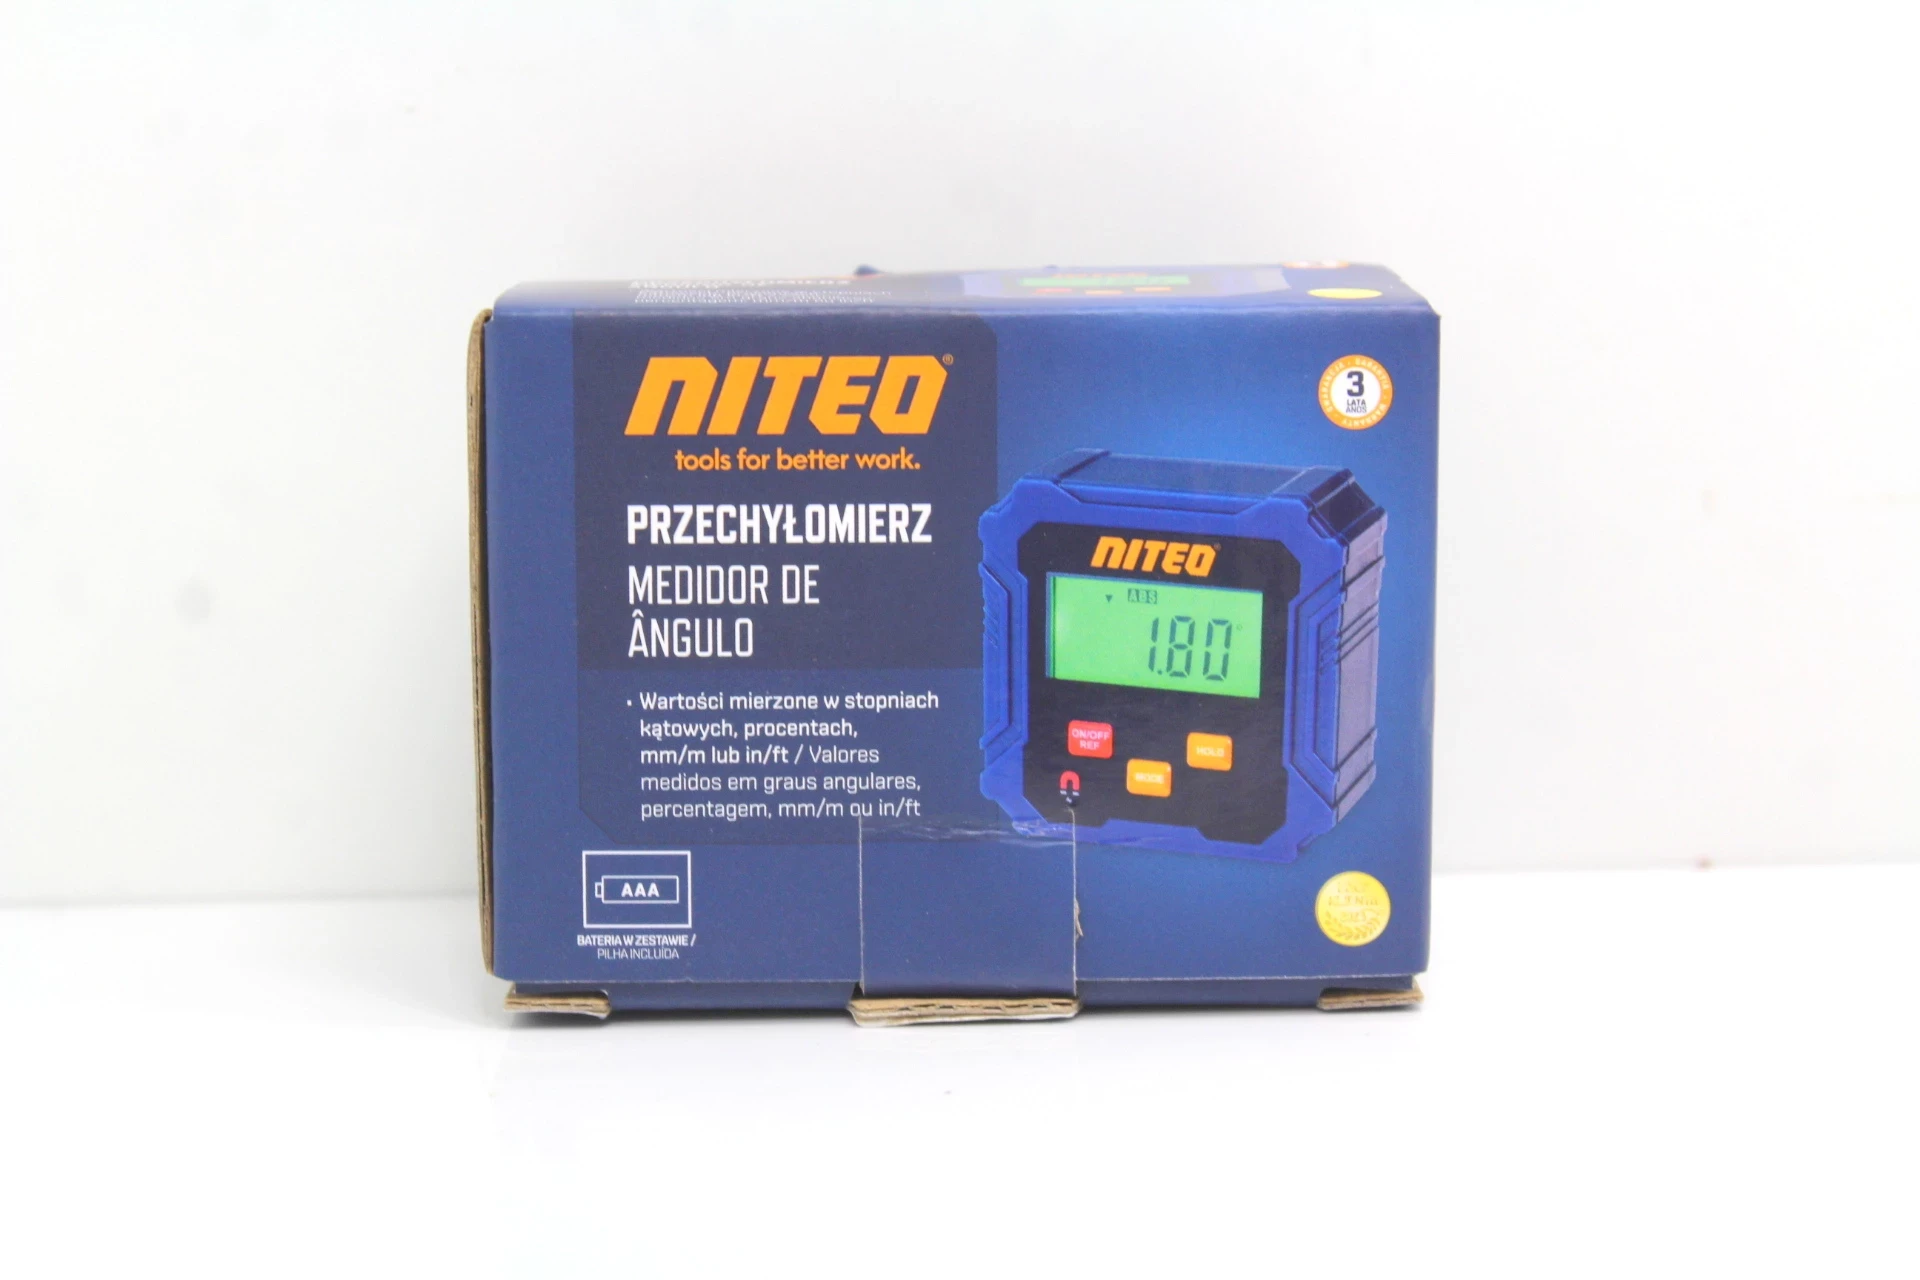 NITEO®
tools for better work.
PRZECHYŁOMIERZ
MEDIDOR DE
ÂNGULO
• Wartości mierzone w stopniach
kątowych, procentach,
mm/m lub in/ft / Valores
medidos em graus angulares,
percentagem, mm/m ou in/ft
AAA
BATERIA W ZESTAWIE /
PILHA INCLUÍDA
3
LATA
ANOS
NITEO
ABS
1.80°
ON/OFF
REF
HOLD
MODE